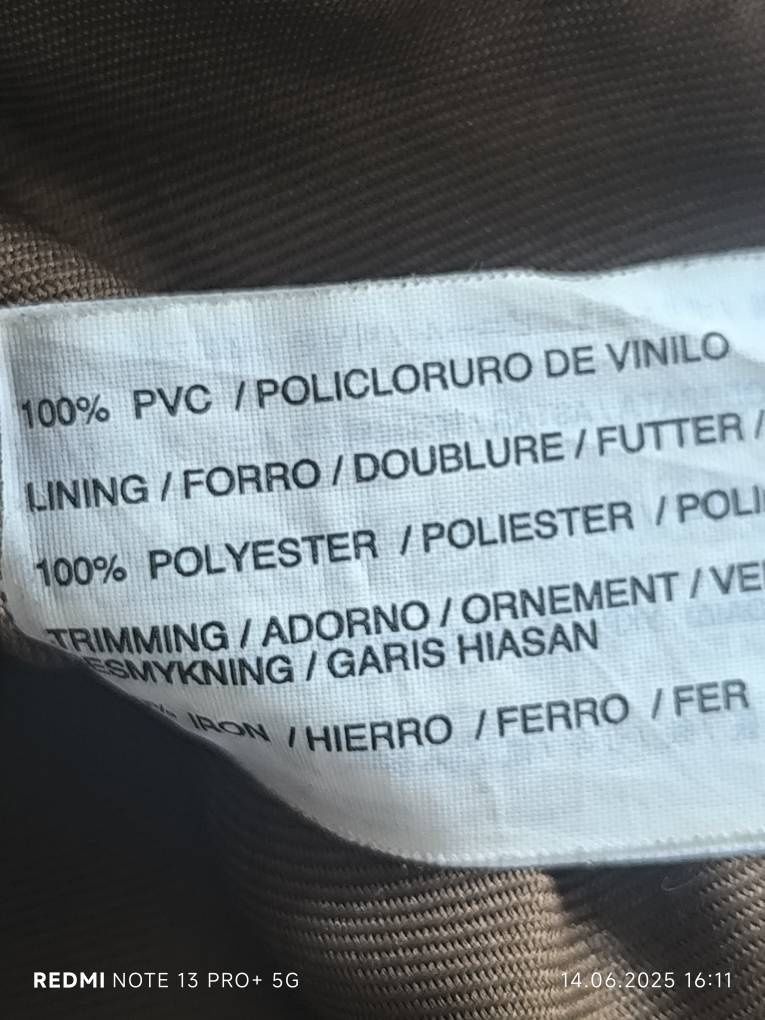 100% PVC / POLICLORURO DE VINILO
LINING / FORRO / DOUBLURE / FUTTER /
100% POLYESTER / POLIESTER / POLI
TRIMMING / ADORNO / ORNEMENT / VE
ESMYKNING / GARIS HIASAN
% IRON / HIERRO / FERRO / FER
REDMI NOTE 13 PRO+ 5G
14.06.2025 16:11